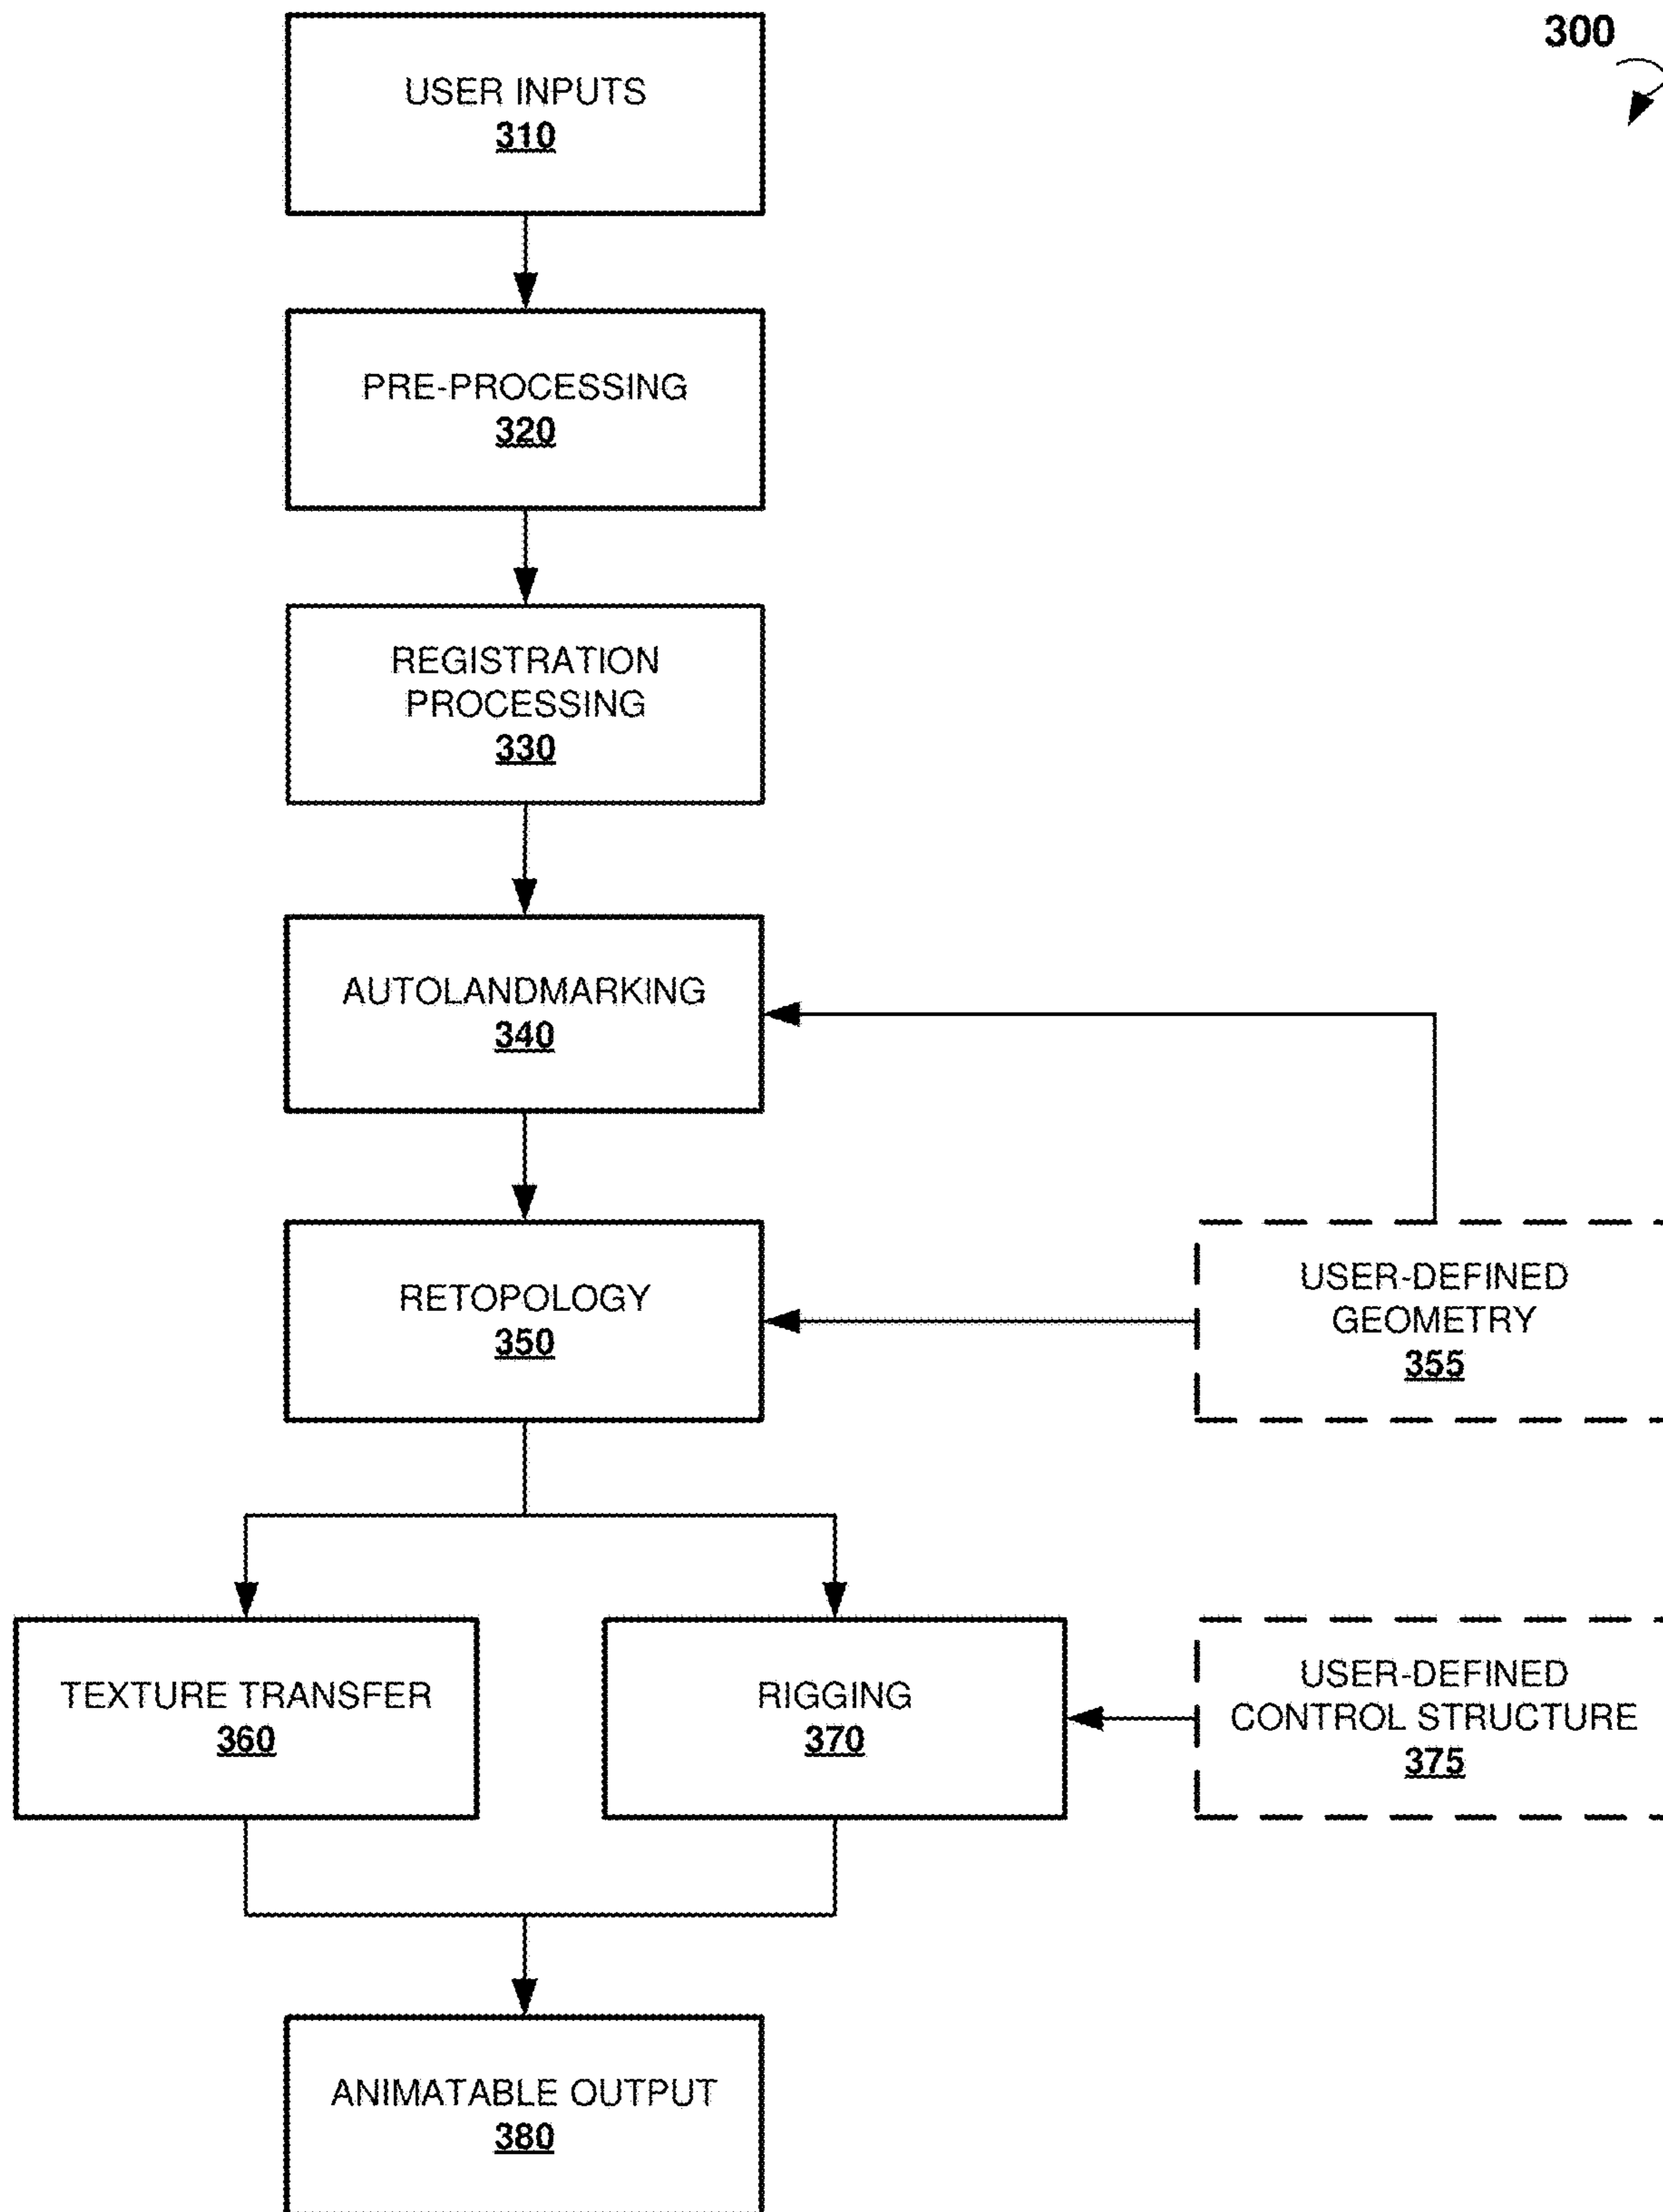 300
USER INPUTS
310
PRE-PROCESSING
320
REGISTRATION
PROCESSING
330
AUTOLANDMARKING
340
RETOPOLOGY
350
USER-DEFINED
GEOMETRY
355
TEXTURE TRANSFER
360
RIGGING
370
USER-DEFINED
CONTROL STRUCTURE
375
ANIMATABLE OUTPUT
380